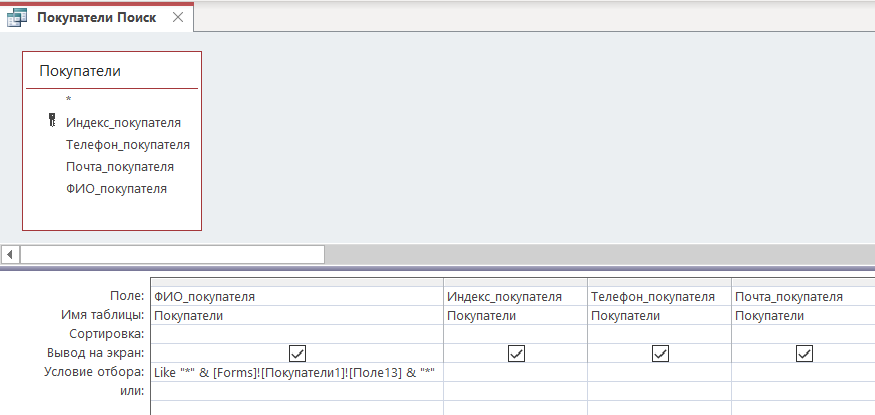 Покупатели Поиск
Покупатели
*
Индекс_покупателя
Телефон_покупателя
Почта_покупателя
ФИО_покупателя
Поле: ФИО_покупателя Индекс_покупателя Телефон_покупателя Почта_покупателя
Имя таблицы: Покупатели Покупатели Покупатели Покупатели
Сортировка:
Вывод на экран:
Условие отбора: Like "*" & [Forms]![Покупатели1]![Поле13] & "*"
или: